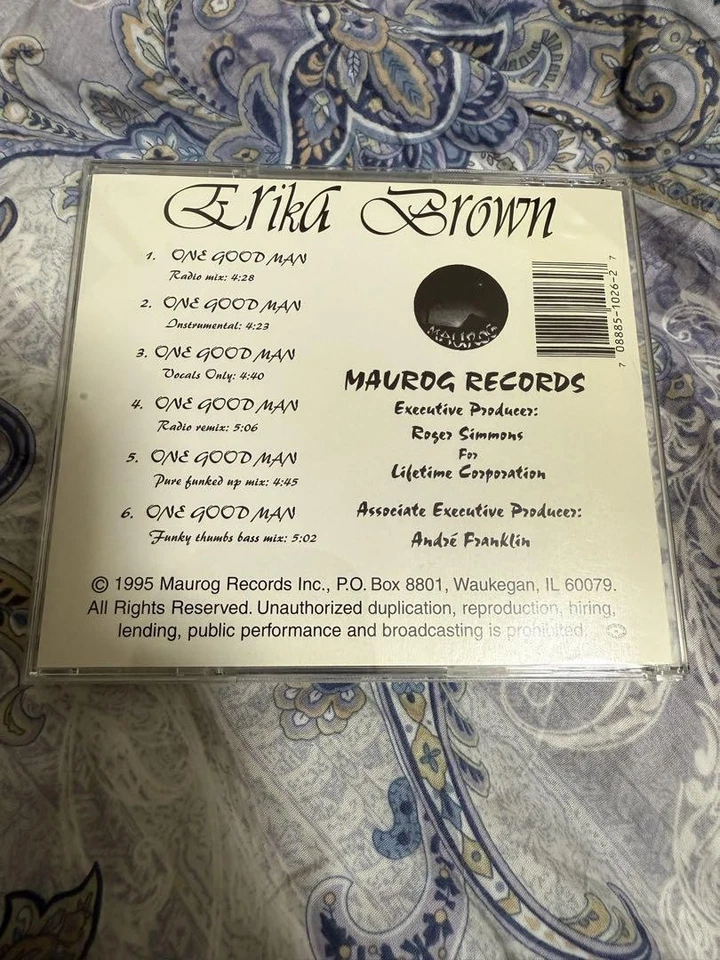 Erika Brown
1. ONE GOOD MAN
Radio mix: 4:28
2. ONE GOOD MAN
Instrumental: 4:23
3. ONE GOOD MAN
Vocals Only: 4:40
4. ONE GOOD MAN
Radio remix: 5:06
5. ONE GOOD MAN
Pure funked up mix: 4:45
6. ONE GOOD MAN
Funky thumbs bass mix: 5:02
MAUROG
7 08885-1026-2 7
MAUROG RECORDS
Executive Producer:
Roger Simmons
For
Lifetime Corporation
Associate Executive Producer:
André Franklin
© 1995 Maurog Records Inc., P.O. Box 8801, Waukegan, IL 60079.
All Rights Reserved. Unauthorized duplication, reproduction, hiring,
lending, public performance and broadcasting is prohibited.